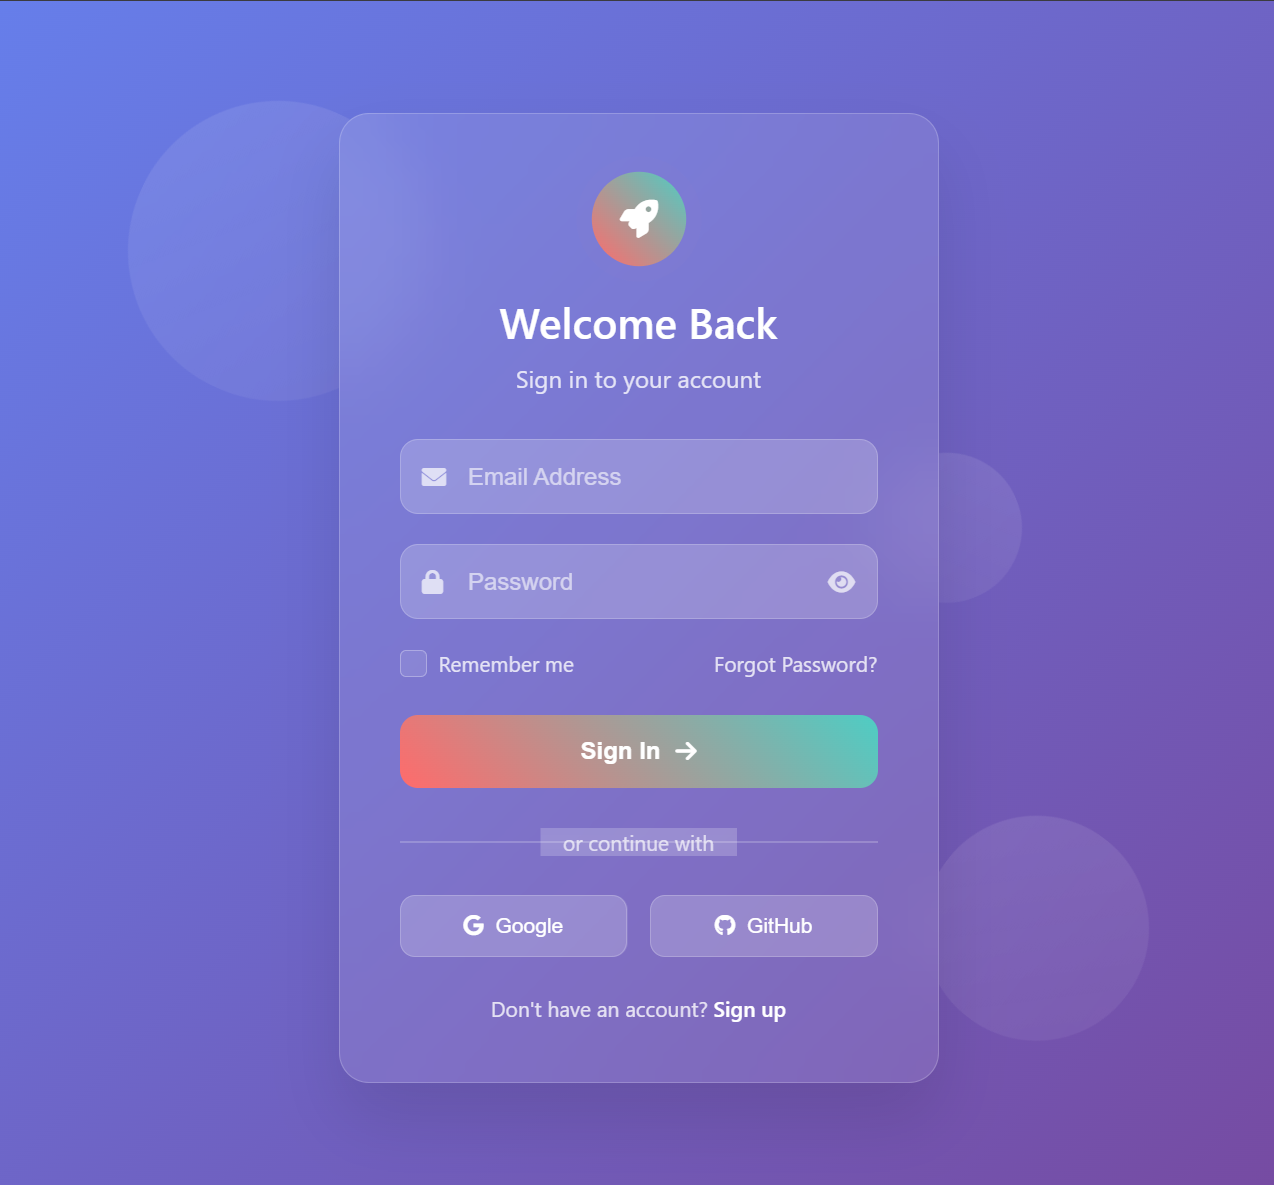 Welcome Back
Sign in to your account
Email Address
Password
Remember me
Forgot Password?
Sign In
or continue with
Google
GitHub
Don't have an account? Sign up